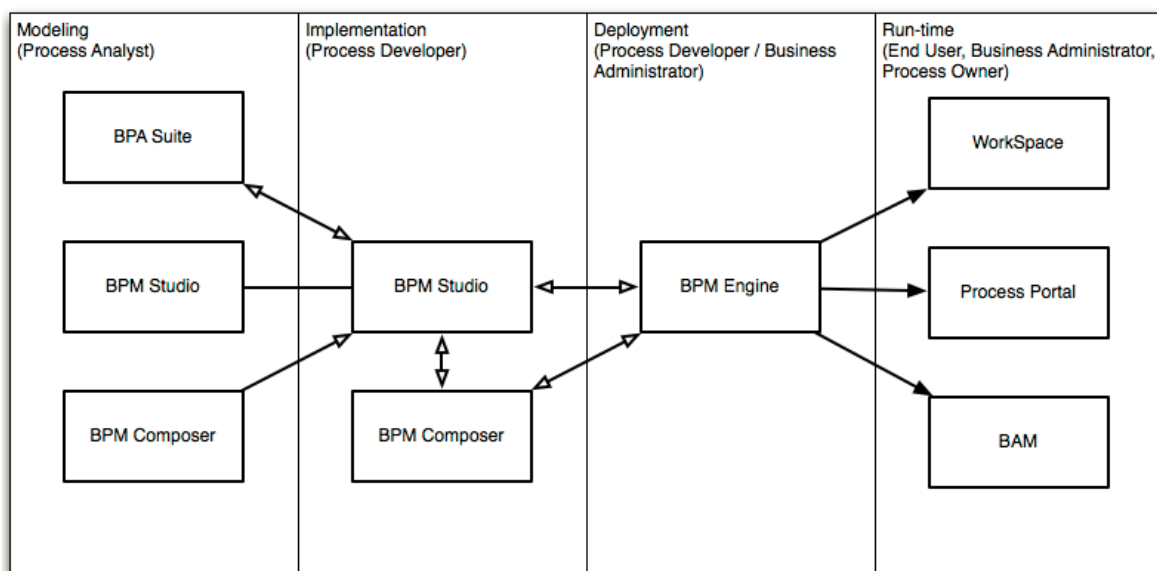 Modeling
(Process Analyst)
Implementation
(Process Developer)
Deployment
(Process Developer / Business
Administrator)
Run-time
(End User, Business Administrator,
Process Owner)
BPA Suite
BPM Studio
BPM Composer
BPM Studio
BPM Composer
BPM Engine
WorkSpace
Process Portal
BAM